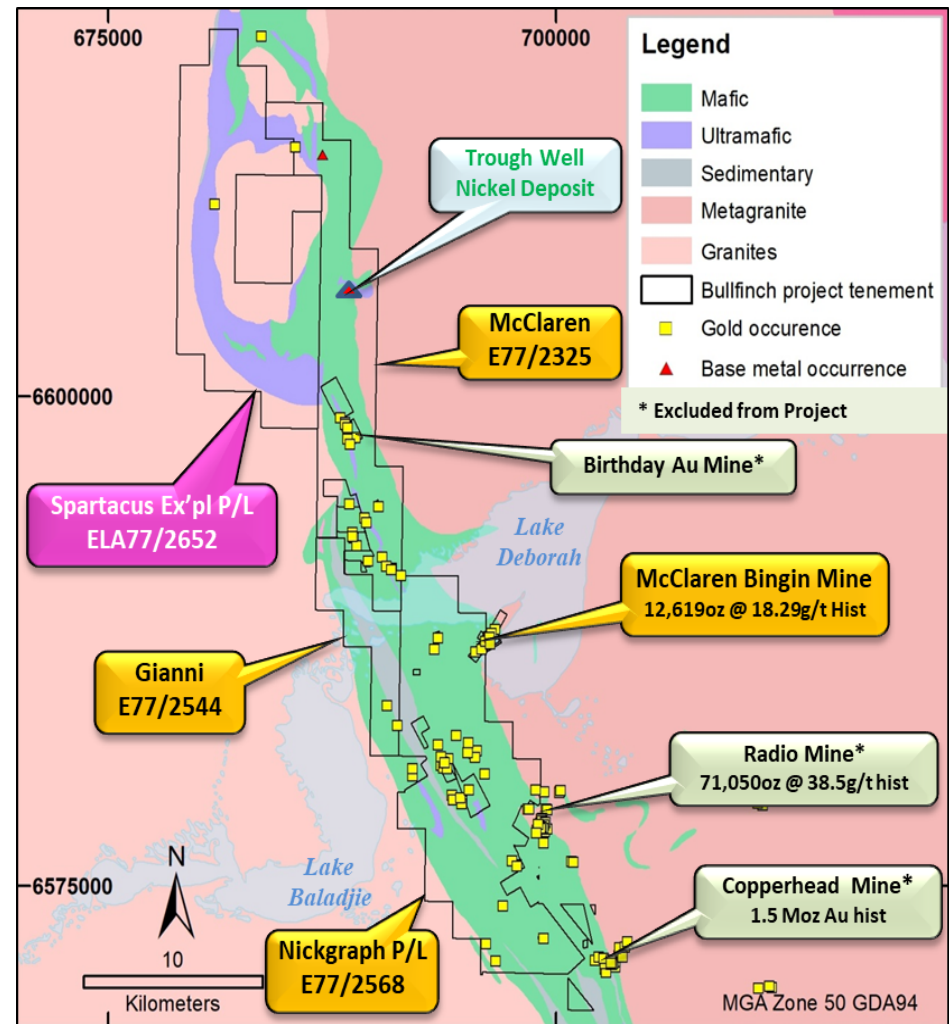 675000
700000
Legend
Mafic
Ultramafic
Sedimentary
Metagranite
Granites
Bullfinch project tenement
Gold occurence
Base metal occurrence
* Excluded from Project
Trough Well
Nickel Deposit
McClaren
E77/2325
6600000
Birthday Au Mine*
Spartacus Ex'pl P/L
ELA77/2652
Lake
Deborah
McClaren Bingin Mine
12,619oz @ 18.29g/t Hist
Gianni
E77/2544
Radio Mine*
71,050oz @ 38.5g/t hist
N
Lake
Baladjie
6575000
Copperhead Mine*
1.5 Moz Au hist
Nickgraph P/L
E77/2568
10
Kilometers
MGA Zone 50 GDA94